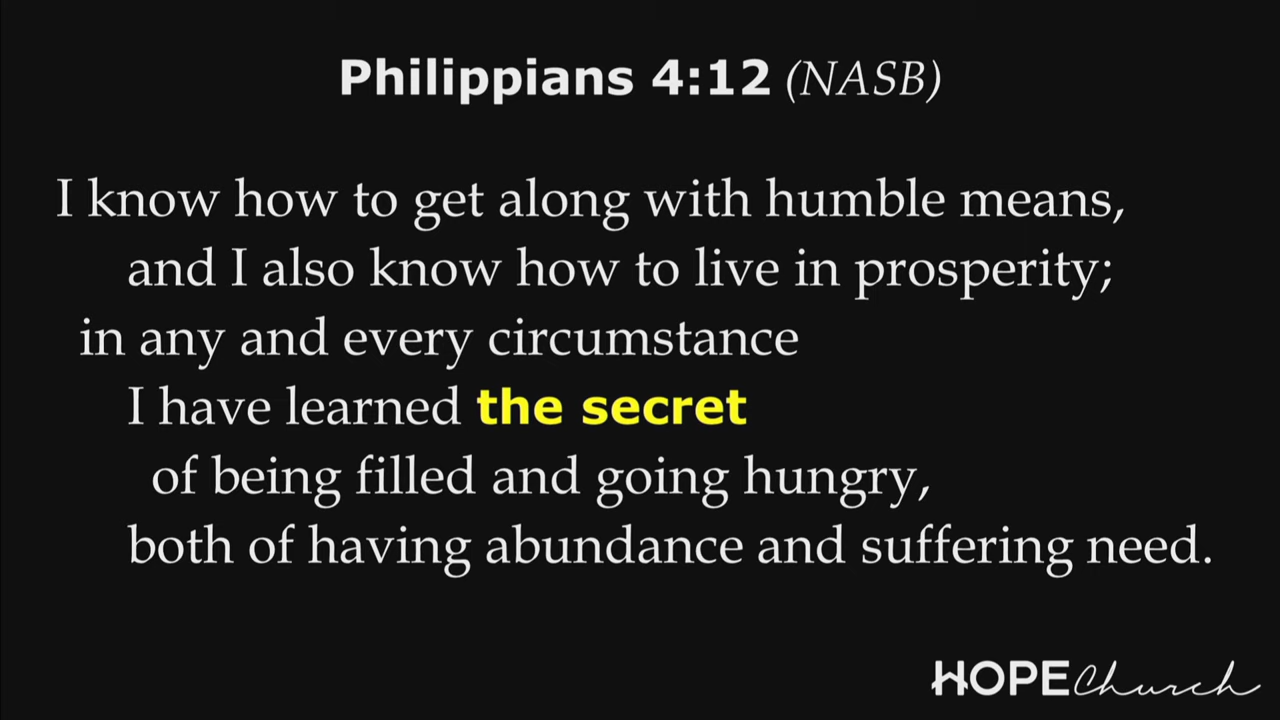 Philippians 4:12 (NASB)
I know how to get along with humble means,
and I also know how to live in prosperity;
in any and every circumstance
I have learned the secret
of being filled and going hungry,
both of having abundance and suffering need.
HOPE Church